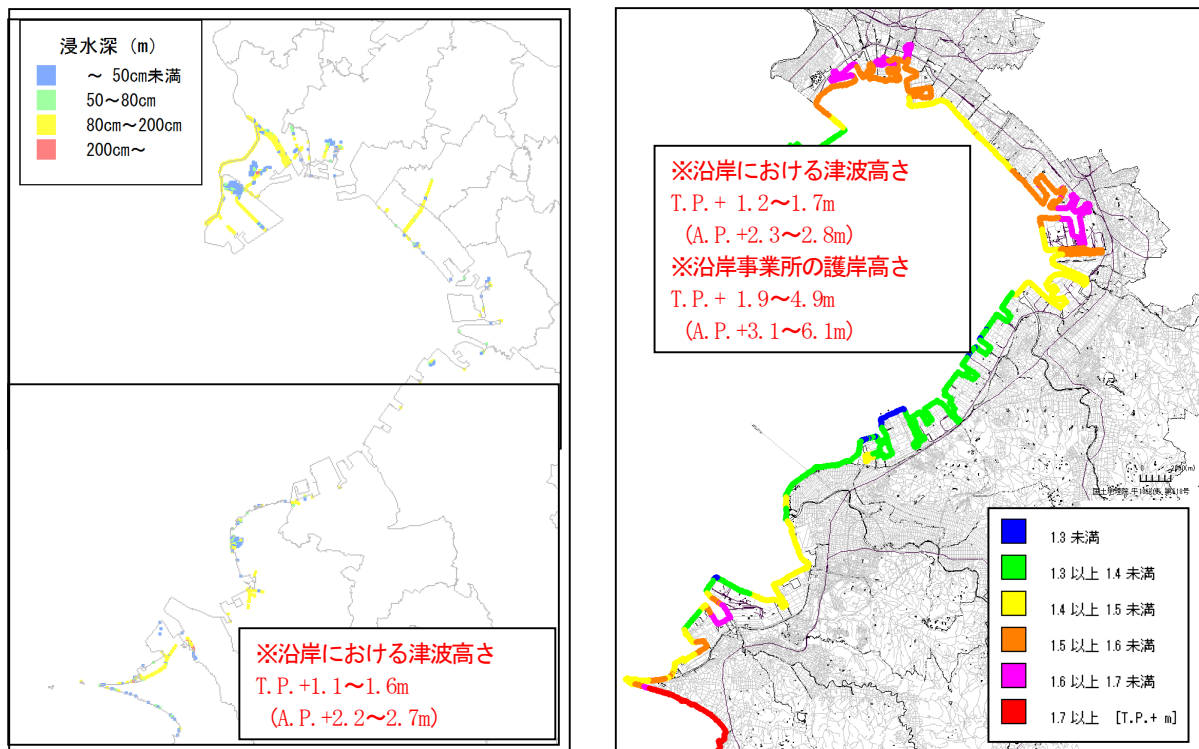 浸水深 (m)
～ 50cm未満
50～80cm
80cm～200cm
200cm～
※沿岸における津波高さ
T.P.+1.1～1.6m
(A.P.+2.2～2.7m)
※沿岸における津波高さ
T.P.+ 1.2～1.7m
(A.P.+2.3～2.8m)
※沿岸事業所の護岸高さ
T.P.+ 1.9～4.9m
(A.P.+3.1～6.1m)
1.3 未満
1.3 以上 1.4 未満
1.4 以上 1.5 未満
1.5 以上 1.6 未満
1.6 以上 1.7 未満
1.7 以上 [T.P.+ m]